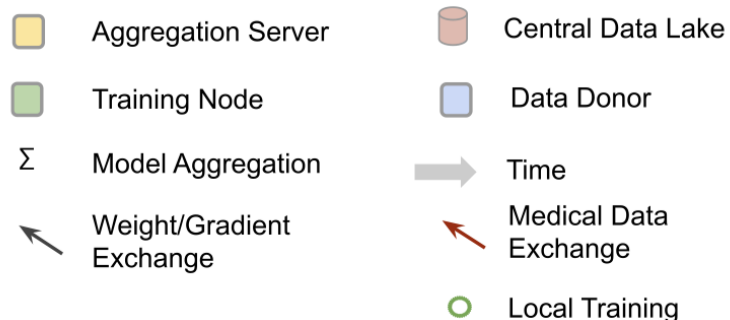 Aggregation Server
Central Data Lake
Training Node
Data Donor
Σ Model Aggregation
Time
Weight/Gradient
Exchange
Medical Data
Exchange
Local Training